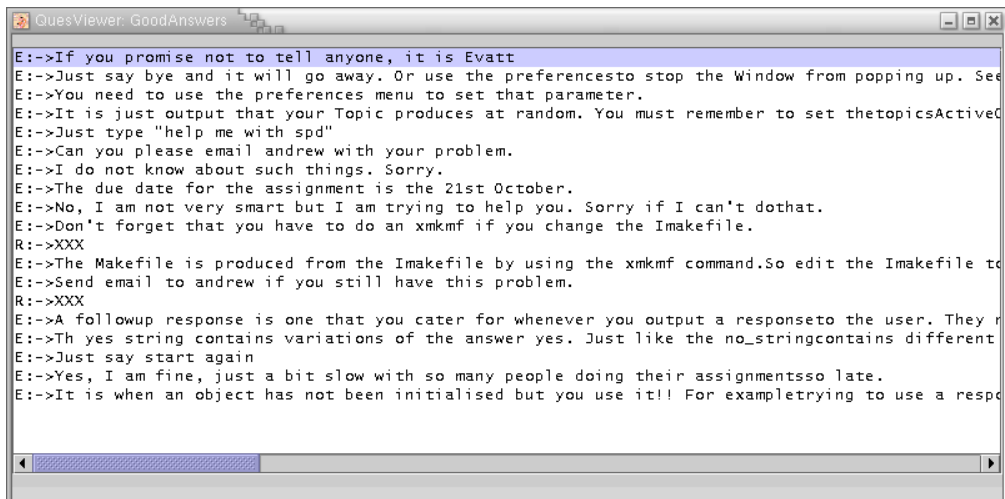 QuesViewer: GoodAnswers
E:->If you promise not to tell anyone, it is Evatt
E:->Just say bye and it will go away. Or use the preferencesto stop the Window from popping up. See
E:->You need to use the preferences menu to set that parameter.
E:->It is just output that your Topic produces at random. You must remember to set thetopicsActive
E:->Just type "help me with spd"
E:->Can you please email andrew with your problem.
E:->I do not know about such things. Sorry.
E:->The due date for the assignment is the 21st October.
E:->No, I am not very smart but I am trying to help you. Sorry if I can't dothat.
E:->Don't forget that you have to do an xmkmf if you change the Imakefile.
R:->XXX
E:->The Makefile is produced from the Imakefile by using the xmkmf command.So edit the Imakefile to
E:->Send email to andrew if you still have this problem.
R:->XXX
E:->A followup response is one that you cater for whenever you output a responseto the user. They
E:->Th yes string contains variations of the answer yes. Just like the no_stringcontains different
E:->Just say start again
E:->Yes, I am fine, just a bit slow with so many people doing their assignmentsso late.
E:->It is when an object has not been initialised but you use it!! For exampletrying to use a